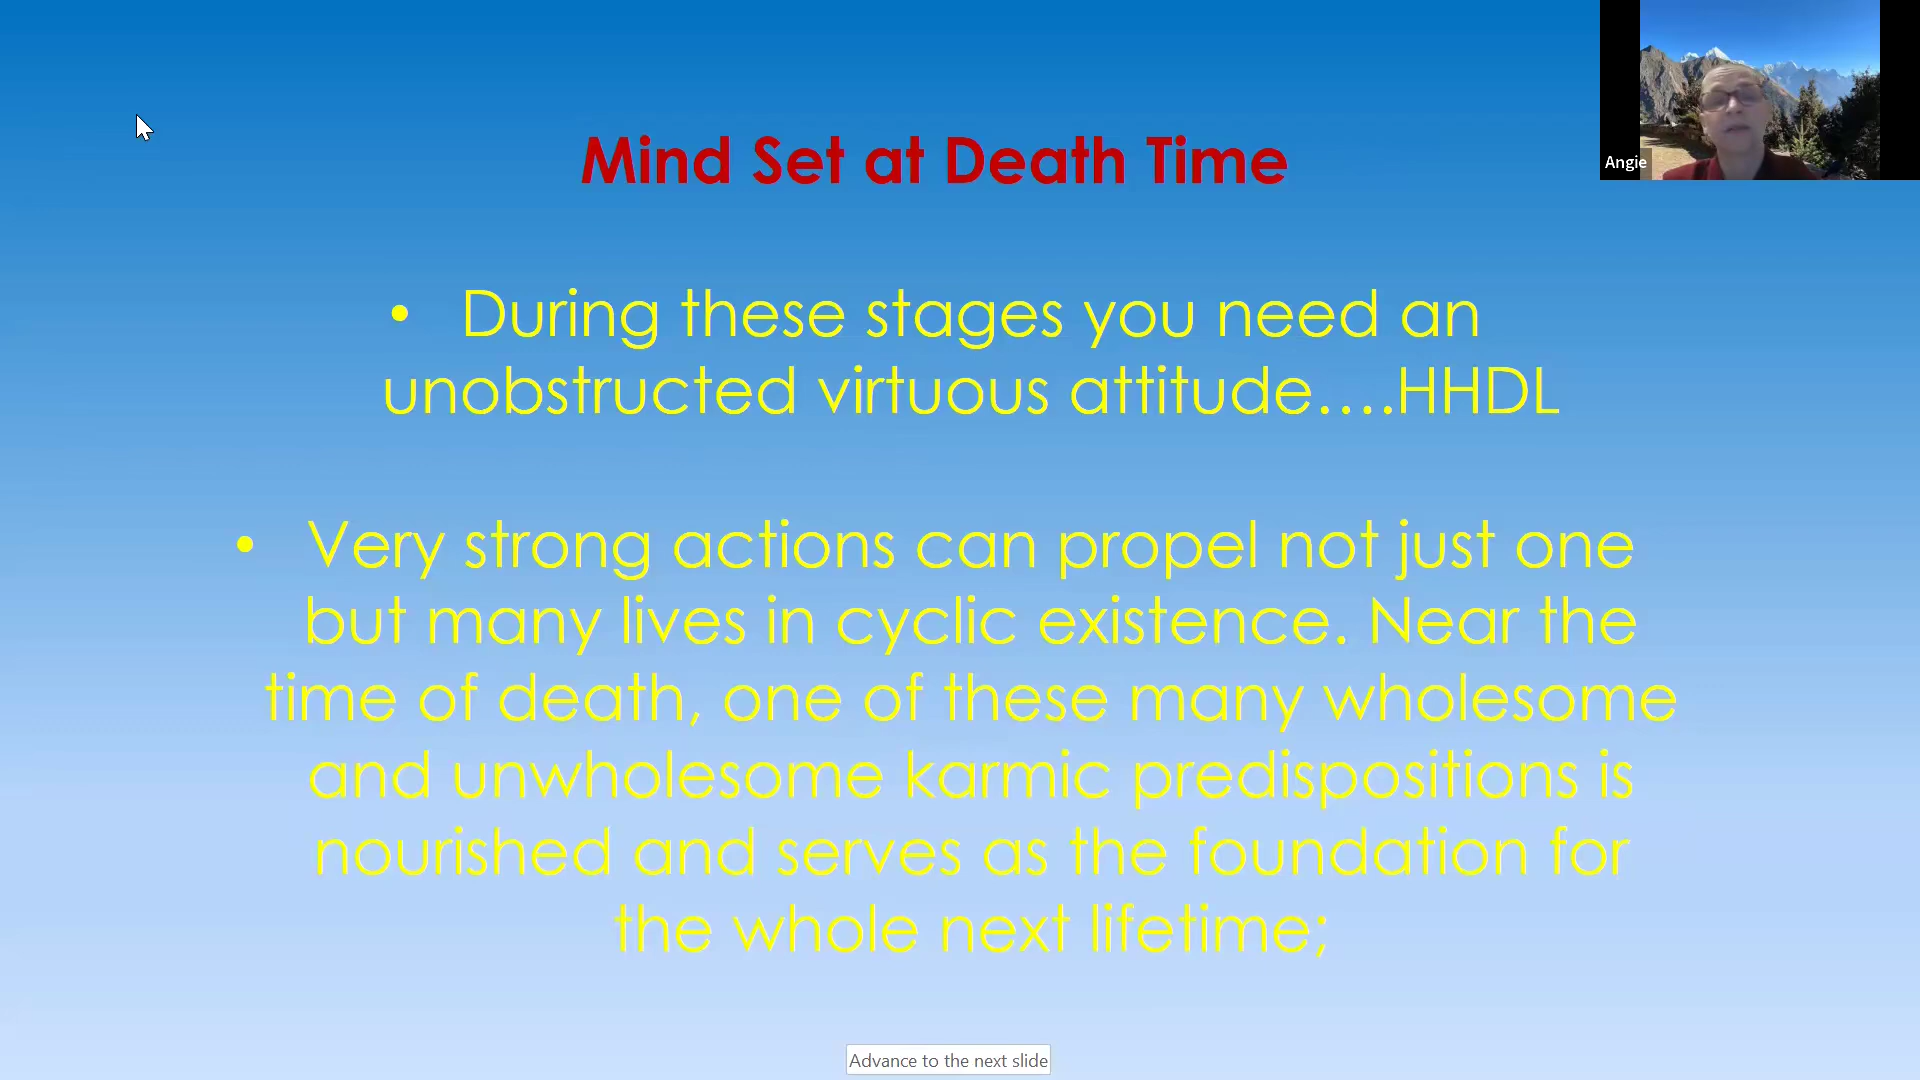 Mind Set at Death Time
• During these stages you need an
unobstructed virtuous attitude….HHDL
• Very strong actions can propel not just one
but many lives in cyclic existence. Near the
time of death, one of these many wholesome
and unwholesome karmic predispositions is
nourished and serves as the foundation for
the whole next lifetime;
Angie
Advance to the next slide